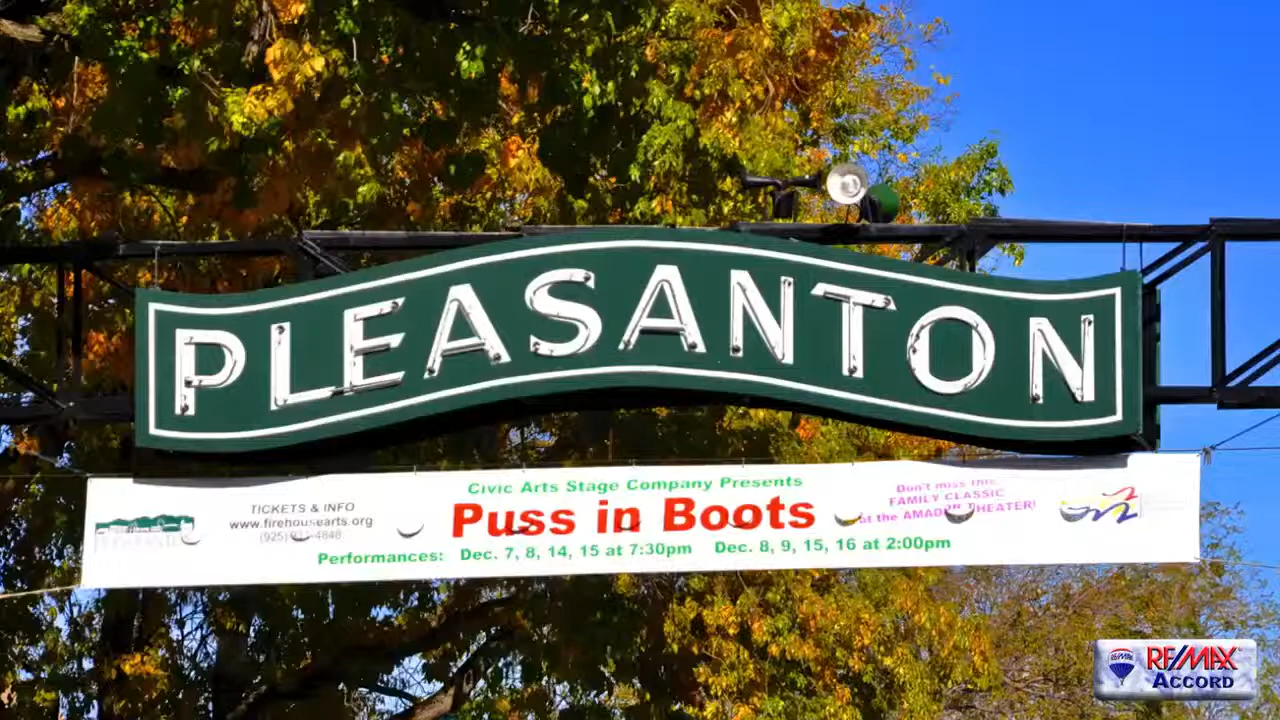 PLEASANTON
Civic Arts Stage Company Presents
TICKETS & INFO
www.firehousearts.org
Puss in Boots
Don't miss this
FAMILY CLASSIC
at the AMADOR THEATER!
Performances: Dec. 7, 8, 14, 15 at 7:30pm Dec. 8, 9, 15, 16 at 2:00pm
RE/MAX
RE/MAX
ACCORD